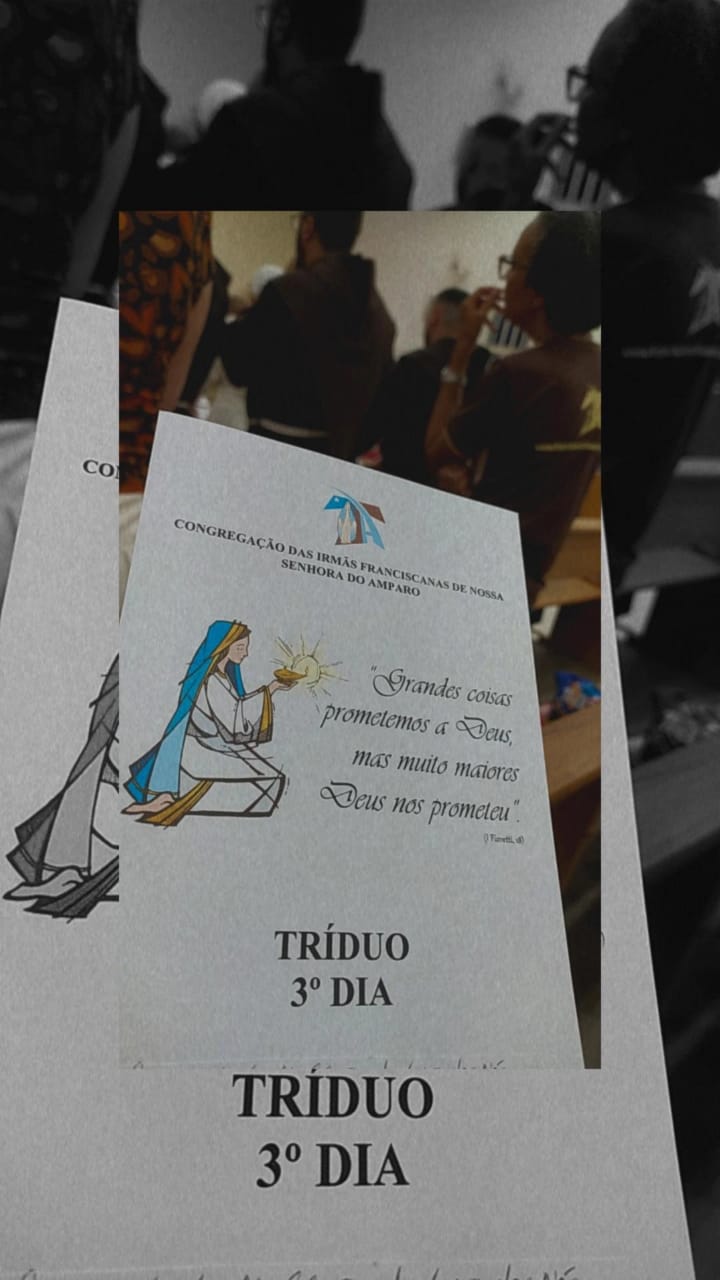 CONGREGAÇÃO DAS IRMÃS FRANCISCANAS DE NOSSA
SENHORA DO AMPARO
"Grandes coisas
prometemos a Deus,
mas muito maiores
Deus nos prometeu".
TRÍDUO
3º DIA
TRÍDUO
3º DIA